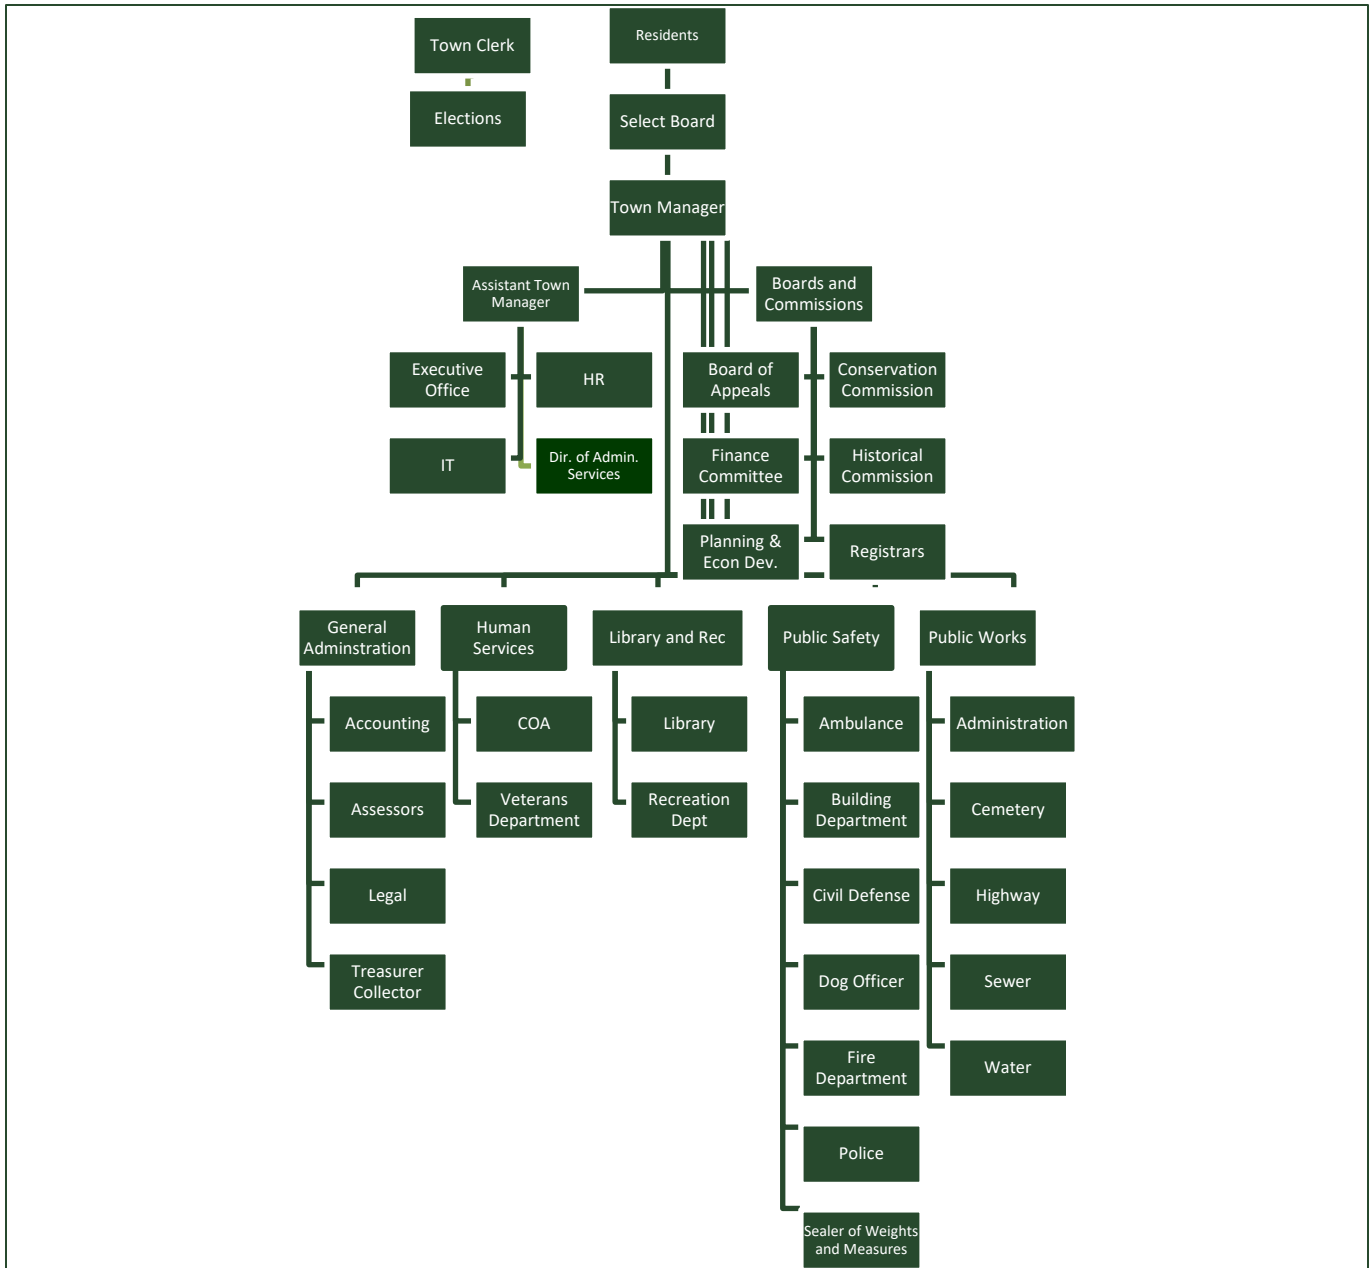 Town Clerk
Elections
Residents
Select Board
Town Manager
Assistant Town
Manager
Boards and
Commissions
Executive
Office
HR
Board of
Appeals
Conservation
Commission
IT
Dir. of Admin.
Services
Finance
Committee
Historical
Commission
Planning &
Econ Dev.
Registrars
General
Adminstration
Human
Services
Library and Rec
Public Safety
Public Works
Accounting
Assessors
Legal
Treasurer
Collector
COA
Veterans
Department
Library
Recreation
Dept
Ambulance
Building
Department
Civil Defense
Dog Officer
Fire
Department
Police
Sealer of Weights
and Measures
Administration
Cemetery
Highway
Sewer
Water